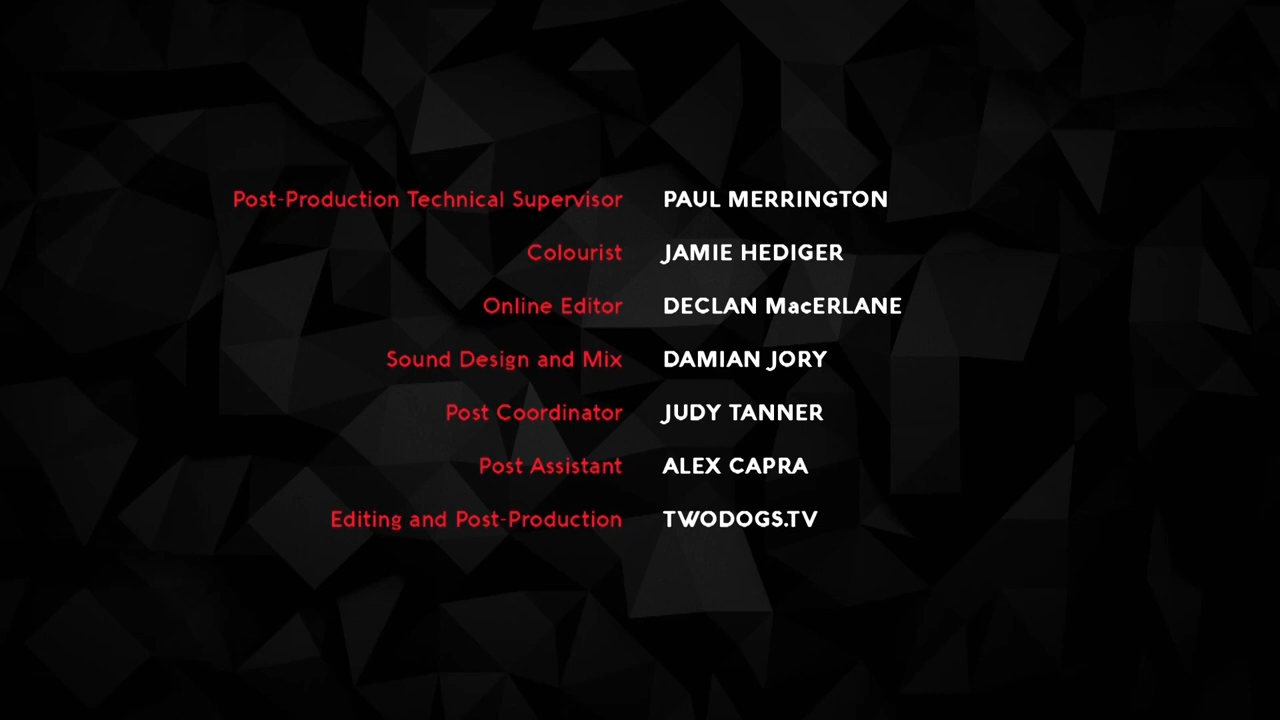 Post-Production Technical Supervisor PAUL MERRINGTON
Colourist JAMIE HEDIGER
Online Editor DECLAN MacERLANE
Sound Design and Mix DAMIAN JORY
Post Coordinator JUDY TANNER
Post Assistant ALEX CAPRA
Editing and Post-Production TWODOGS.TV